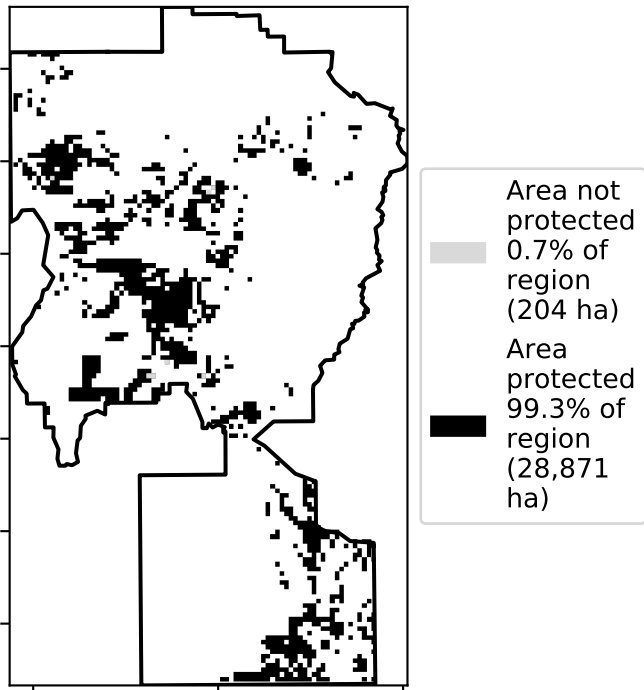 Area not
protected
0.7% of
region
(204 ha)
Area
protected
99.3% of
region
(28,871
ha)